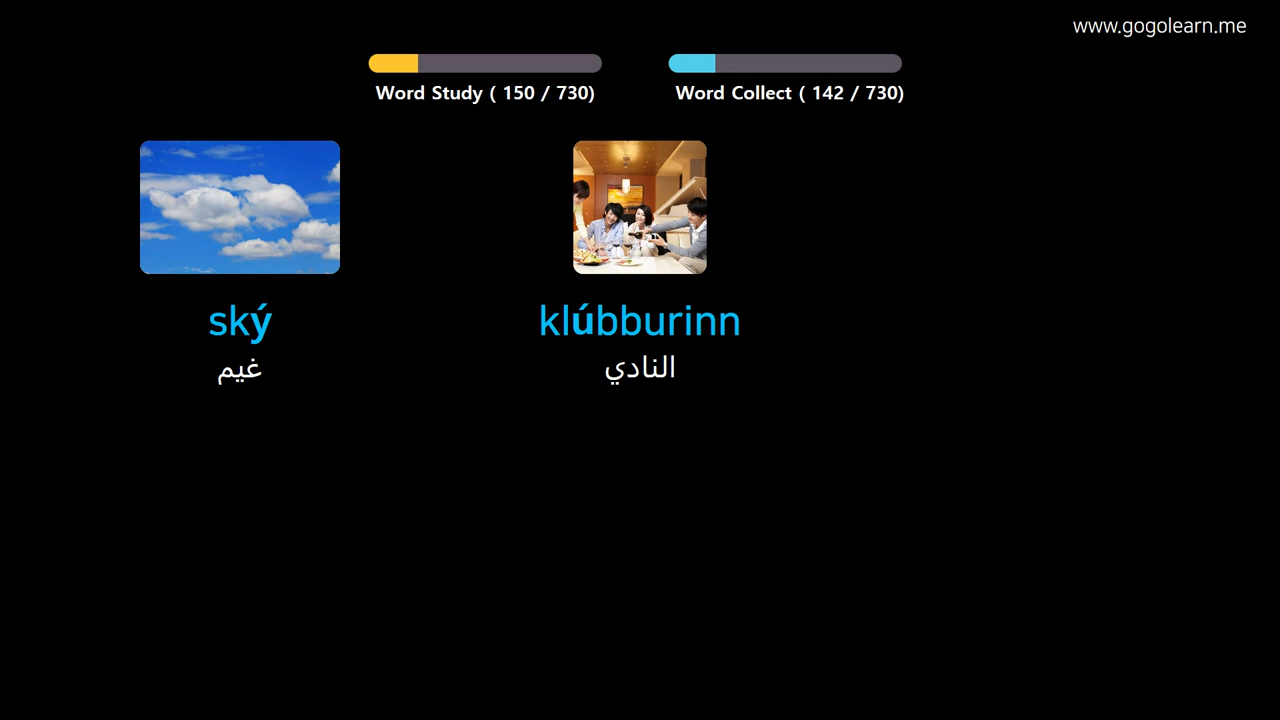 www.gogolearn.me
Word Study ( 150 / 730)
Word Collect ( 142 / 730)
ský
غيم
klúbburinn
النادي